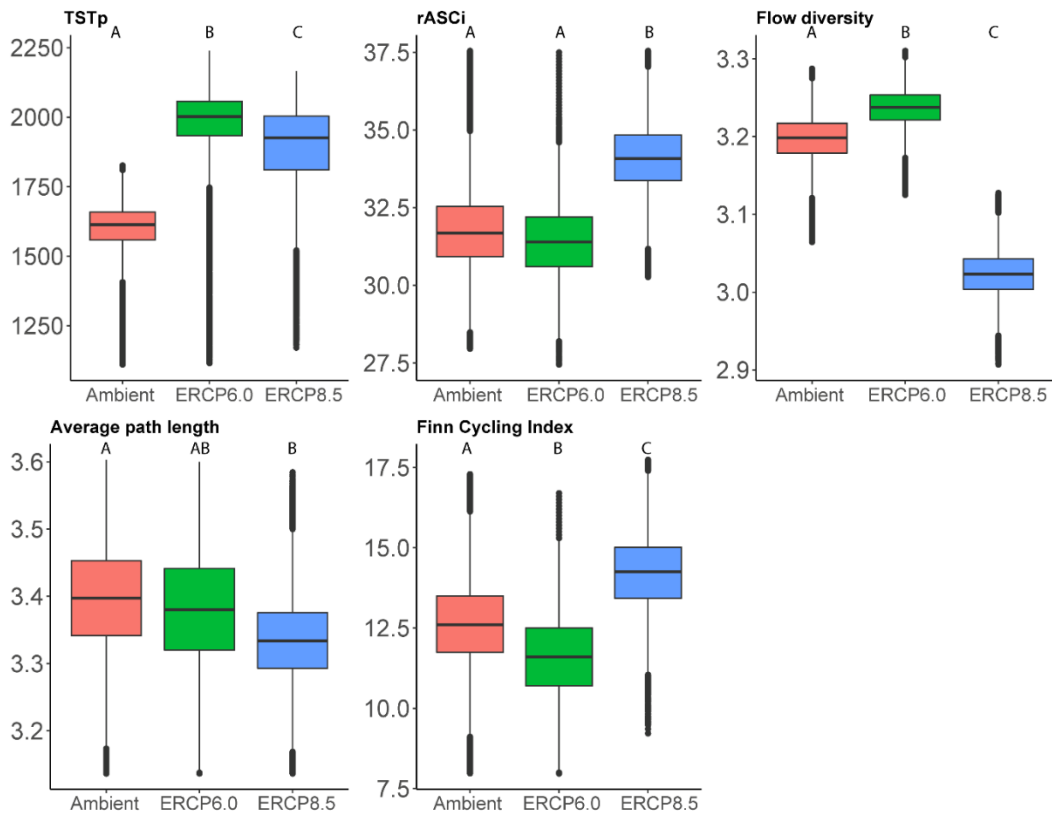 TSTp
A B C
2250
2000
1750
1500
1250
Ambient ERCP6.0 ERCP8.5
rASCi
A A B
37.5
35.0
32.5
30.0
27.5
Ambient ERCP6.0 ERCP8.5
Flow diversity
A B C
3.3
3.2
3.1
3.0
2.9
Ambient ERCP6.0 ERCP8.5
Average path length
A AB B
3.6
3.5
3.4
3.3
3.2
Ambient ERCP6.0 ERCP8.5
Finn Cycling Index
A B C
17.5
15.0
12.5
10.0
7.5
Ambient ERCP6.0 ERCP8.5